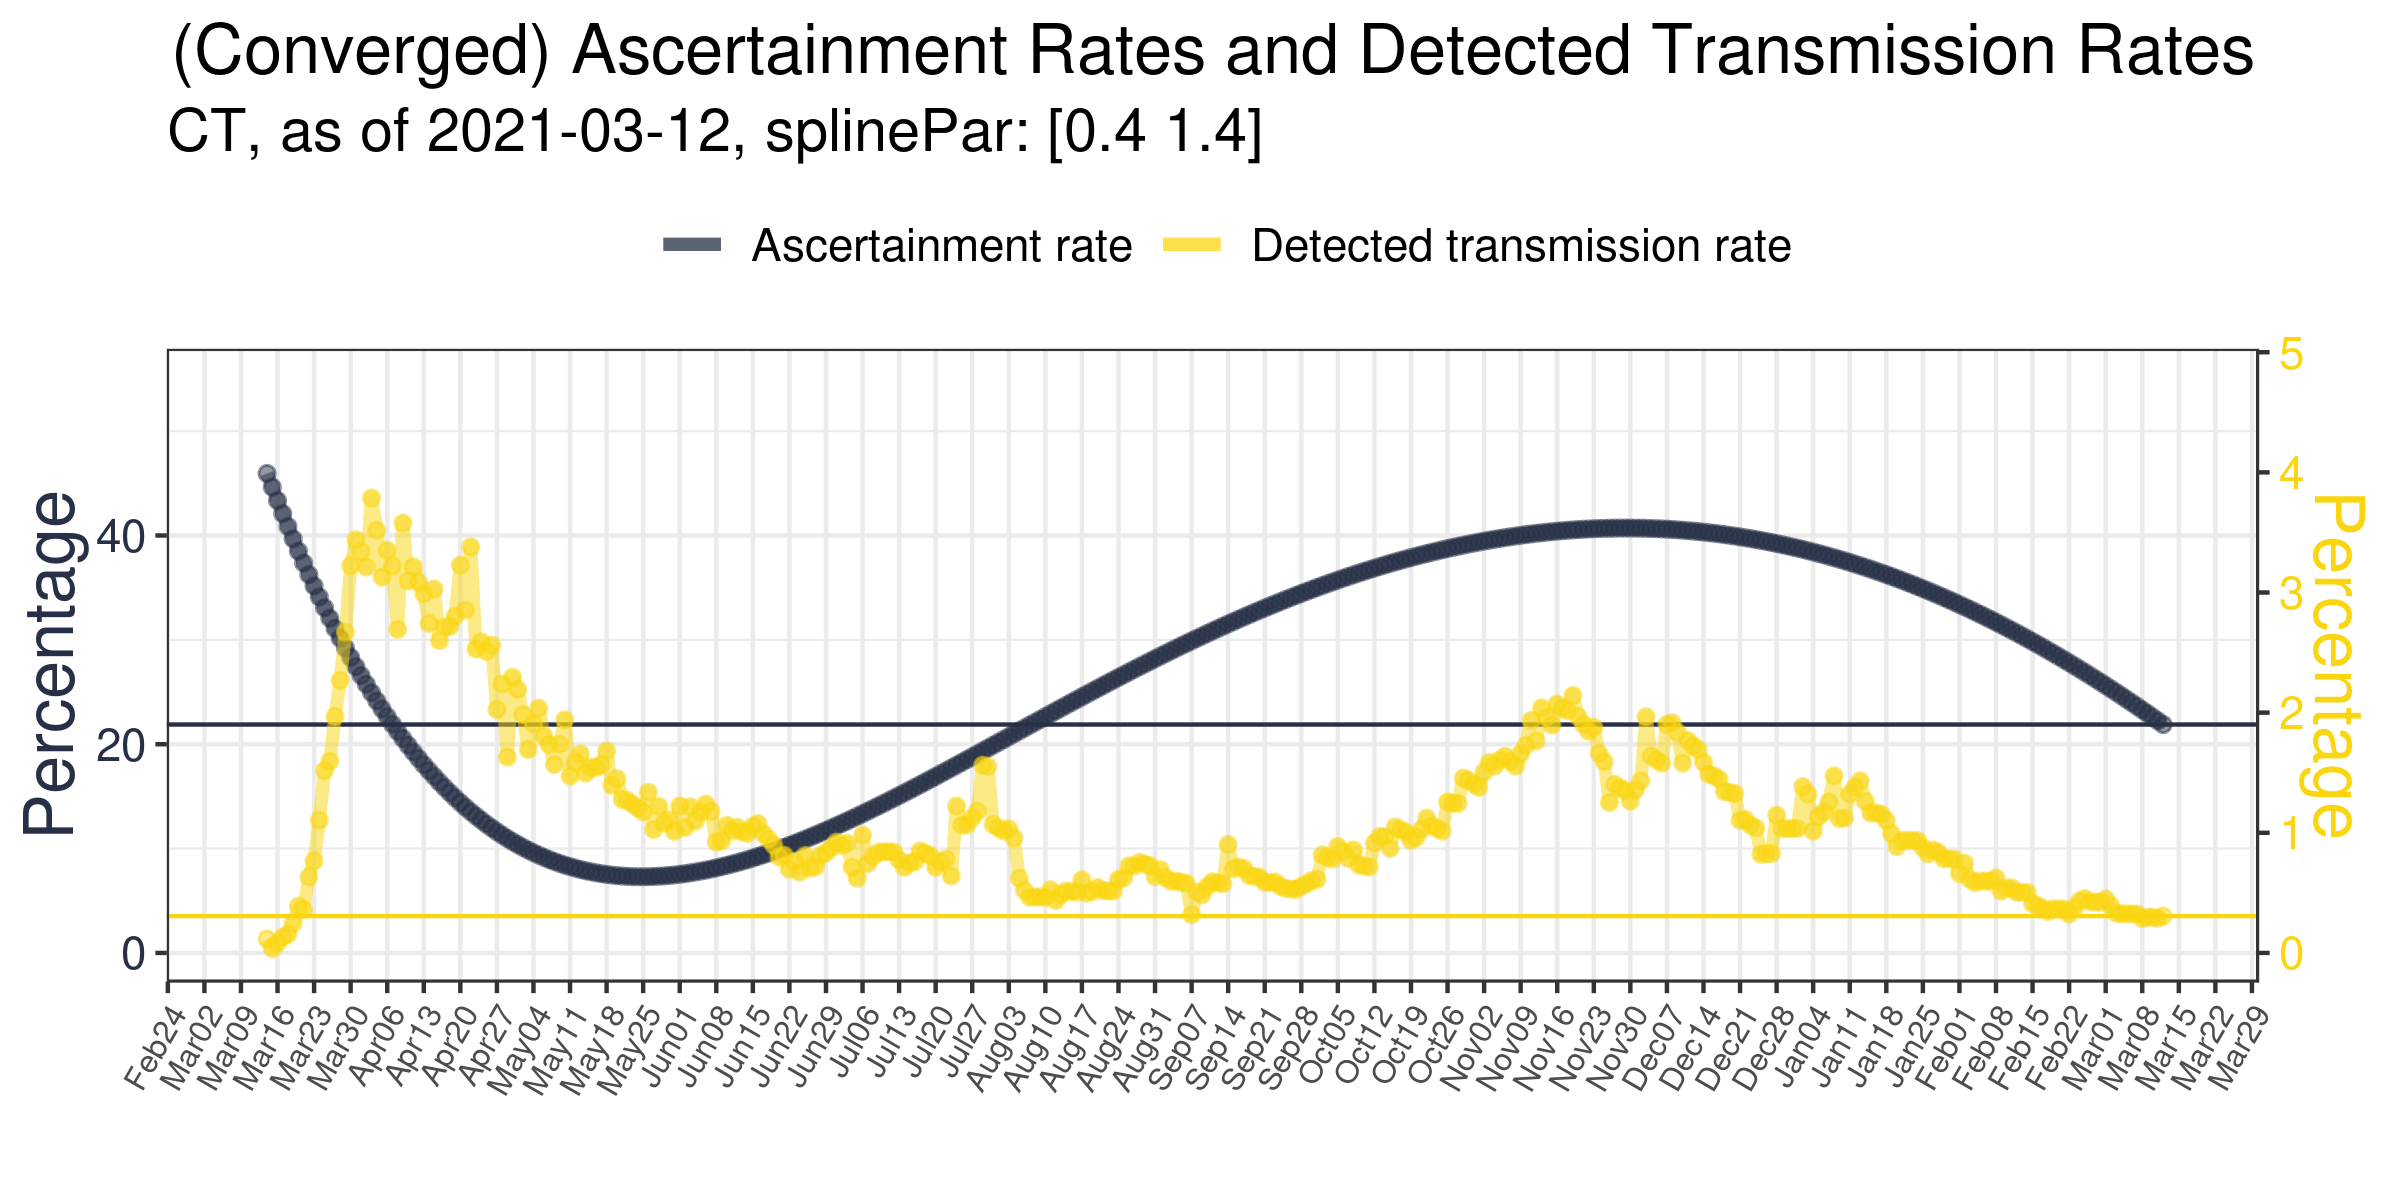 (Converged) Ascertainment Rates and Detected Transmission Rates
CT, as of 2021-03-12, splinePar: [0.4 1.4]
Ascertainment rate Detected transmission rate
Percentage
40
20
0
5
4
3
2
1
0
Percentage
Feb24 Mar02 Mar09 Mar16 Mar23 Mar30 Apr06 Apr13 Apr20 Apr27 May04 May11 May18 May25 Jun01 Jun08 Jun15 Jun22 Jun29 Jul06 Jul13 Jul20 Jul27 Aug03 Aug10 Aug17 Aug24 Aug31 Sep07 Sep14 Sep21 Sep28 Oct05 Oct12 Oct19 Oct26 Nov02 Nov09 Nov16 Nov23 Nov30 Dec07 Dec14 Dec21 Dec28 Jan04 Jan11 Jan18 Jan25 Feb01 Feb08 Feb15 Feb22 Mar01 Mar08 Mar15 Mar22 Mar29